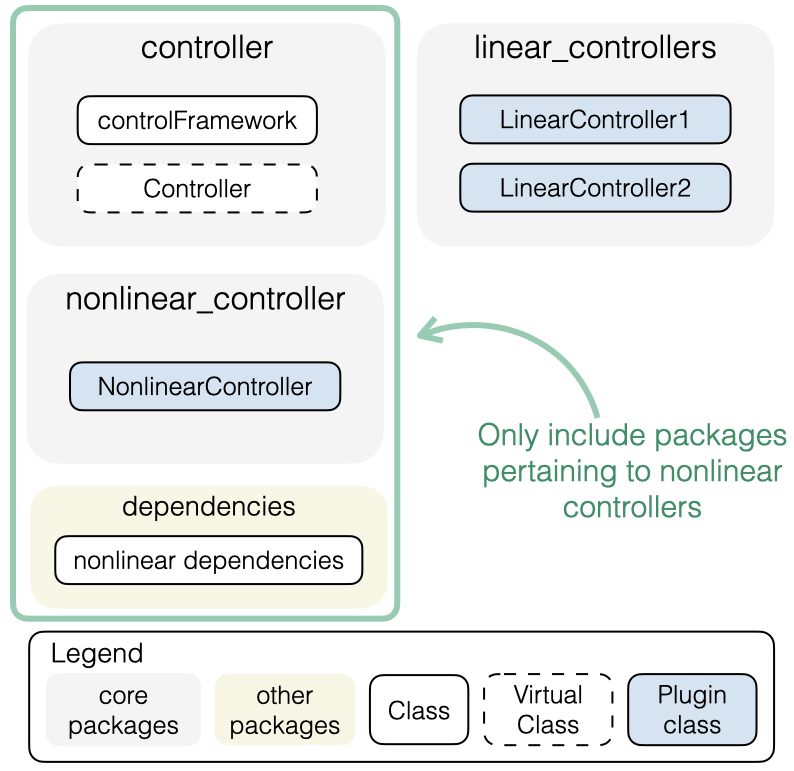 controller
controlFramework
Controller
linear_controllers
LinearController1
LinearController2
nonlinear_controller
NonlinearController
Only include packages
pertaining to nonlinear
controllers
dependencies
nonlinear dependencies
Legend
core
packages
other
packages
Class
Virtual
Class
Plugin
class